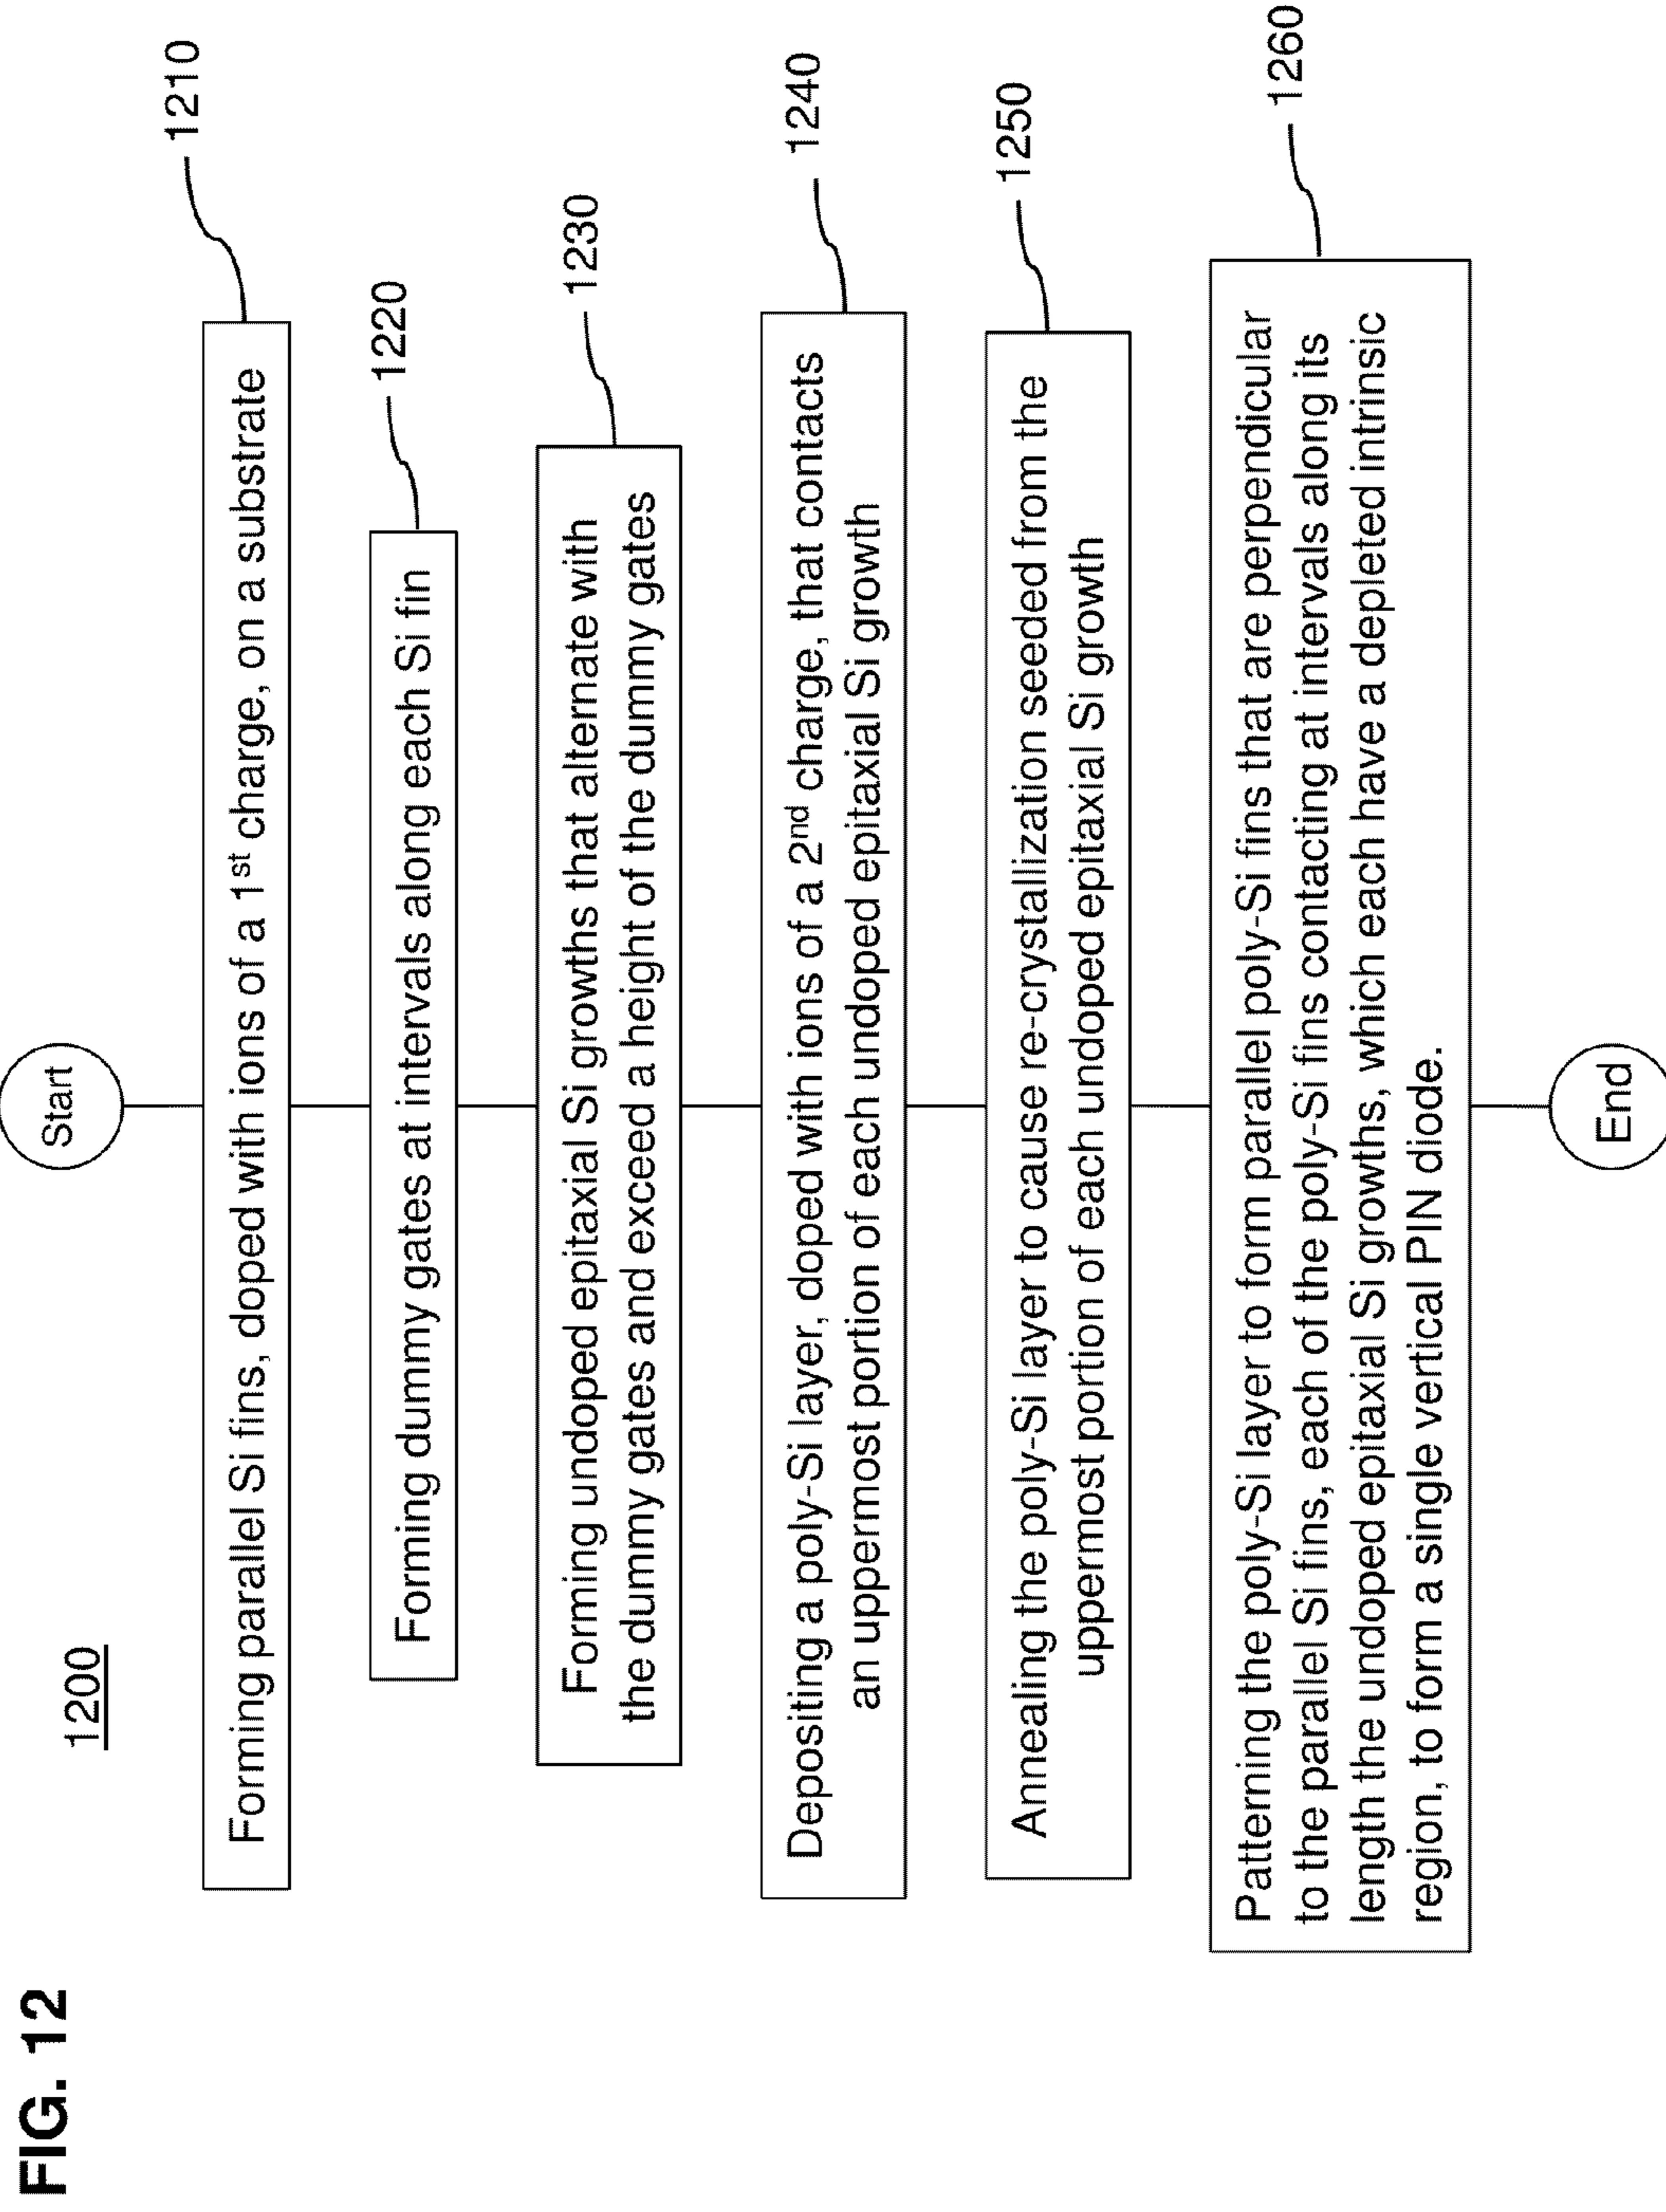 FIG. 12
1200
Start
Forming parallel Si fins, doped with ions of a 1st charge, on a substrate
1210
Forming dummy gates at intervals along each Si fin
1220
Forming undoped epitaxial Si growths that alternate with
the dummy gates and exceed a height of the dummy gates
1230
Depositing a poly-Si layer, doped with ions of a 2nd charge, that contacts
an uppermost portion of each undoped epitaxial Si growth
1240
Annealing the poly-Si layer to cause re-crystallization seeded from the
uppermost portion of each undoped epitaxial Si growth
1250
Patterning the poly-Si layer to form parallel poly-Si fins that are perpendicular
to the parallel Si fins, each of the poly-Si fins contacting at intervals along its
length the undoped epitaxial Si growths, which each have a depleted intrinsic
region, to form a single vertical PIN diode.
1260
End